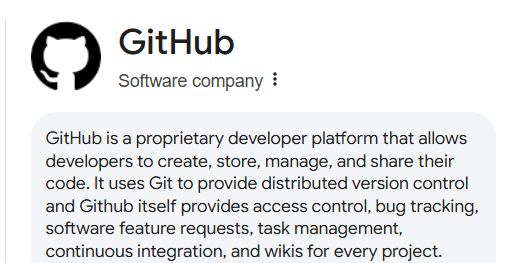 GitHub
Software company
GitHub is a proprietary developer platform that allows
developers to create, store, manage, and share their
code. It uses Git to provide distributed version control
and Github itself provides access control, bug tracking,
software feature requests, task management,
continuous integration, and wikis for every project.